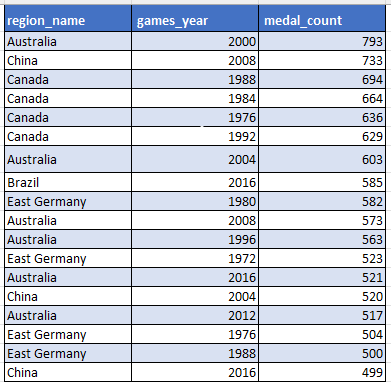 region_name games_year medal_count
Australia 2000 793
China 2008 733
Canada 1988 694
Canada 1984 664
Canada 1976 636
Canada 1992 629
Australia 2004 603
Brazil 2016 585
East Germany 1980 582
Australia 2008 573
Australia 1996 563
East Germany 1972 523
Australia 2016 521
China 2004 520
Australia 2012 517
East Germany 1976 504
East Germany 1988 500
China 2016 499